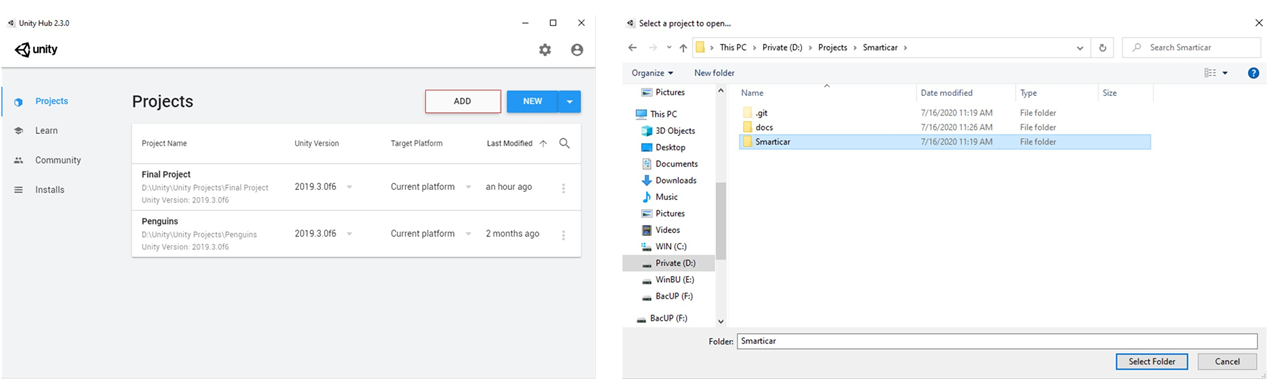 Unity Hub 2.3.0
unity
Projects
Learn
Community
Installs
Projects
ADD
NEW
Project Name Unity Version Target Platform Last Modified
Final Project
D:\Unity\Unity Projects\Final Project
Unity Version: 2019.3.0f6
2019.3.0f6 Current platform an hour ago
Penguins
D:\Unity\Unity Projects\Penguins
Unity Version: 2019.3.0f6
2019.3.0f6 Current platform 2 months ago
Select a project to open...
This PC > Private (D:) > Projects > Smarticar >
Search Smarticar
Organize New folder
Pictures
This PC
3D Objects
Desktop
Documents
Downloads
Music
Pictures
Videos
WIN (C:)
Private (D:)
WinBU (E:)
BacUP (F:)
BacUP (F:)
Name Date modified Type Size
.git 7/16/2020 11:19 AM File folder
docs 7/16/2020 11:26 AM File folder
Smarticar 7/16/2020 11:19 AM File folder
Folder: Smarticar
Select Folder Cancel